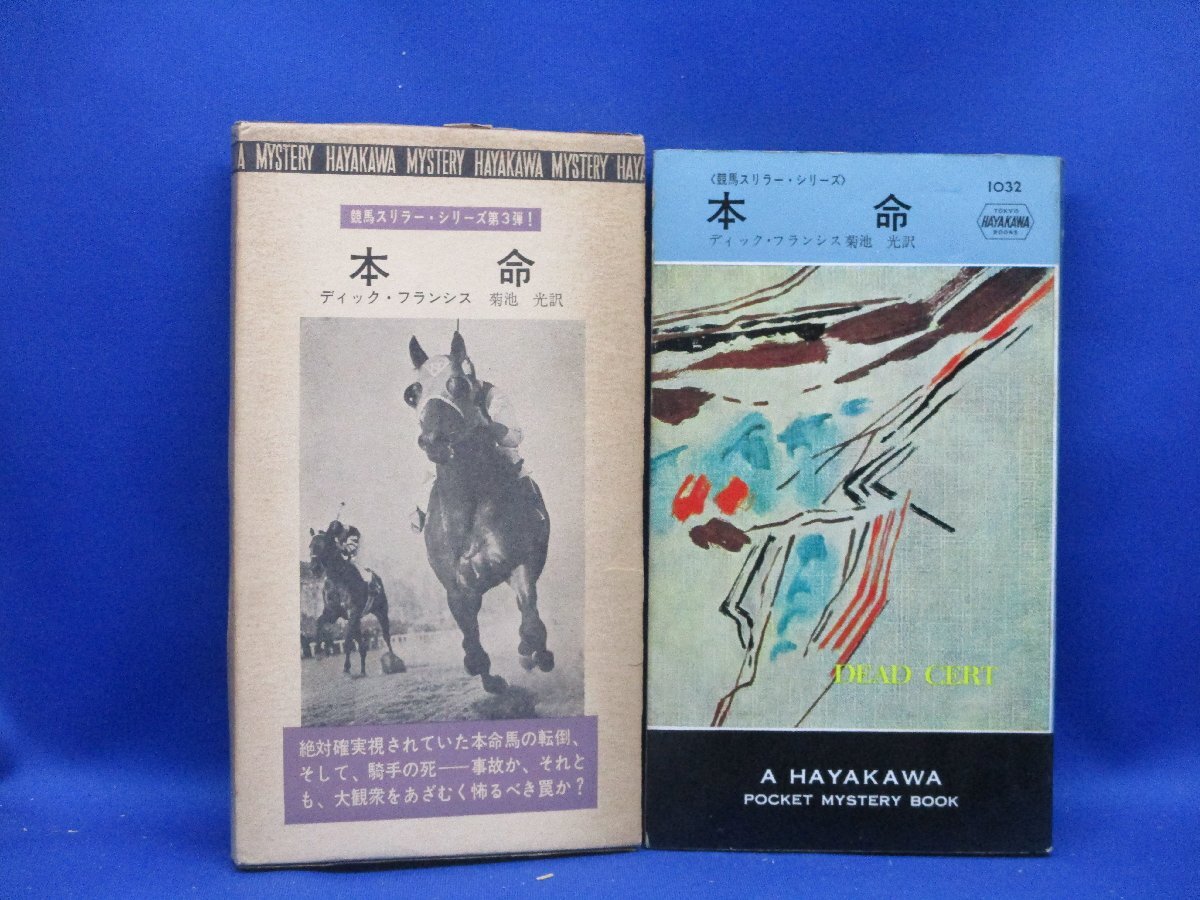 A MYSTERY HAYAKAWA MYSTERY HAYAKAWA MYSTERY HAYA
競馬スリラー・シリーズ第3弾!
本 命
ディック・フランシス 菊池 光訳
絶対確実視されていた本命馬の転倒、
そして、騎手の死──事故か、それと
も、大観衆をあざむく怖るべき罠か?
〈競馬スリラー・シリーズ〉
1032
本 命
TOKYO
HAYAKAWA
BOOKS
ディック・フランシス 菊池 光訳
DEAD CERT
A HAYAKAWA
POCKET MYSTERY BOOK